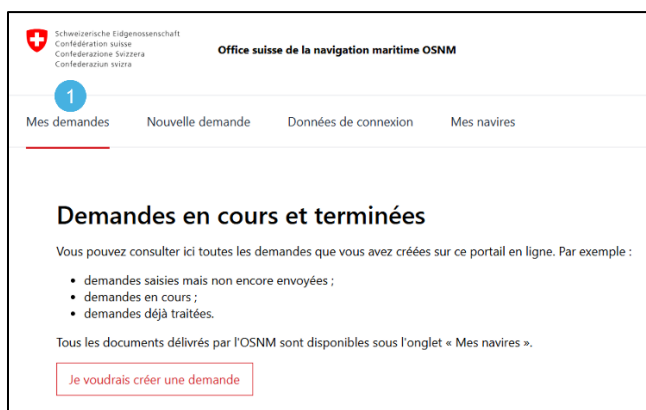 Schweizerische Eidgenossenschaft
Confédération suisse
Confederazione Svizzera
Confederaziun svizra
Office suisse de la navigation maritime OSNM
1
Mes demandes Nouvelle demande Données de connexion Mes navires
Demandes en cours et terminées
Vous pouvez consulter ici toutes les demandes que vous avez créées sur ce portail en ligne. Par exemple :
• demandes saisies mais non encore envoyées ;
• demandes en cours ;
• demandes déjà traitées.
Tous les documents délivrés par l'OSNM sont disponibles sous l'onglet « Mes navires ».
Je voudrais créer une demande